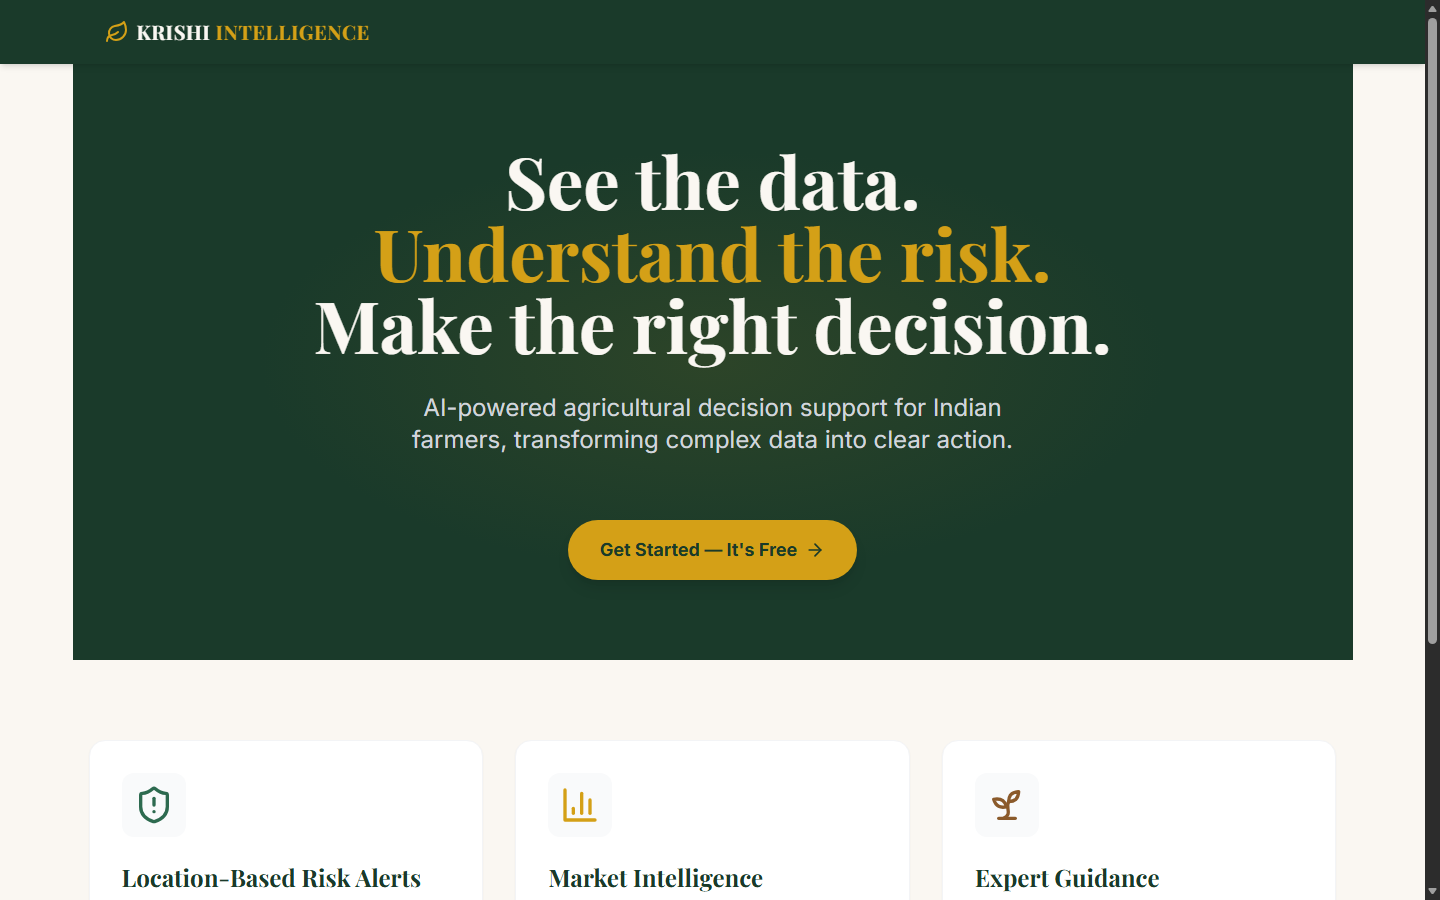 KRISHI INTELLIGENCE
See the data.
Understand the risk.
Make the right decision.
AI-powered agricultural decision support for Indian
farmers, transforming complex data into clear action.
Get Started — It's Free →
Location-Based Risk Alerts
Market Intelligence
Expert Guidance